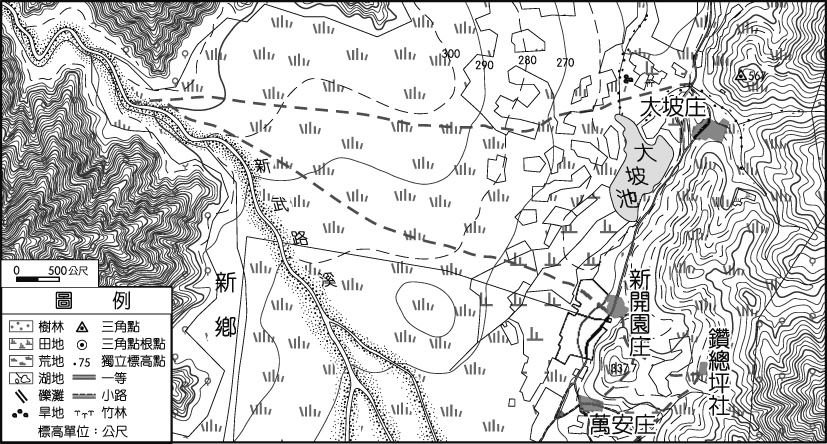 300
290
280
270
561
大坡庄
大坡池
新武路溪
新鄉
新開園庄
337
鑽總坪社
萬安庄
0 500公尺
圖 例
樹林 三角點
田地 三角點根點
荒地 ·75 獨立標高點
湖地 一等
礫灘 小路
旱地 竹林
標高單位：公尺